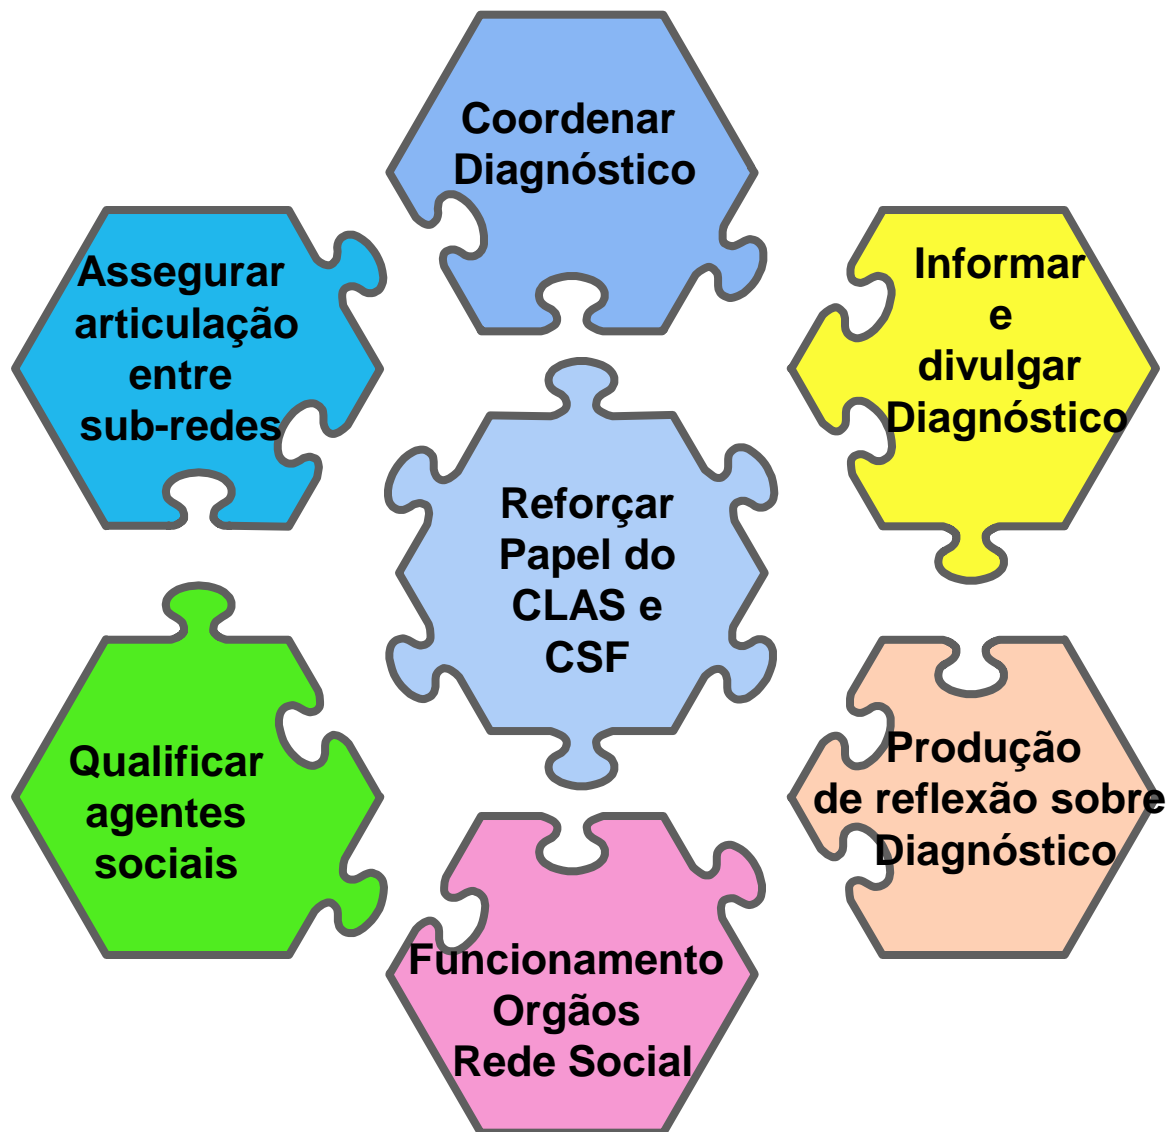 Coordenar
Diagnóstico
Assegurar
articulação
entre
sub-redes
Informar
e
divulgar
Diagnóstico
Reforçar
Papel do
CLAS e
CSF
Qualificar
agentes
sociais
Produção
de reflexão sobre
Diagnóstico
Funcionamento
Orgãos
Rede Social